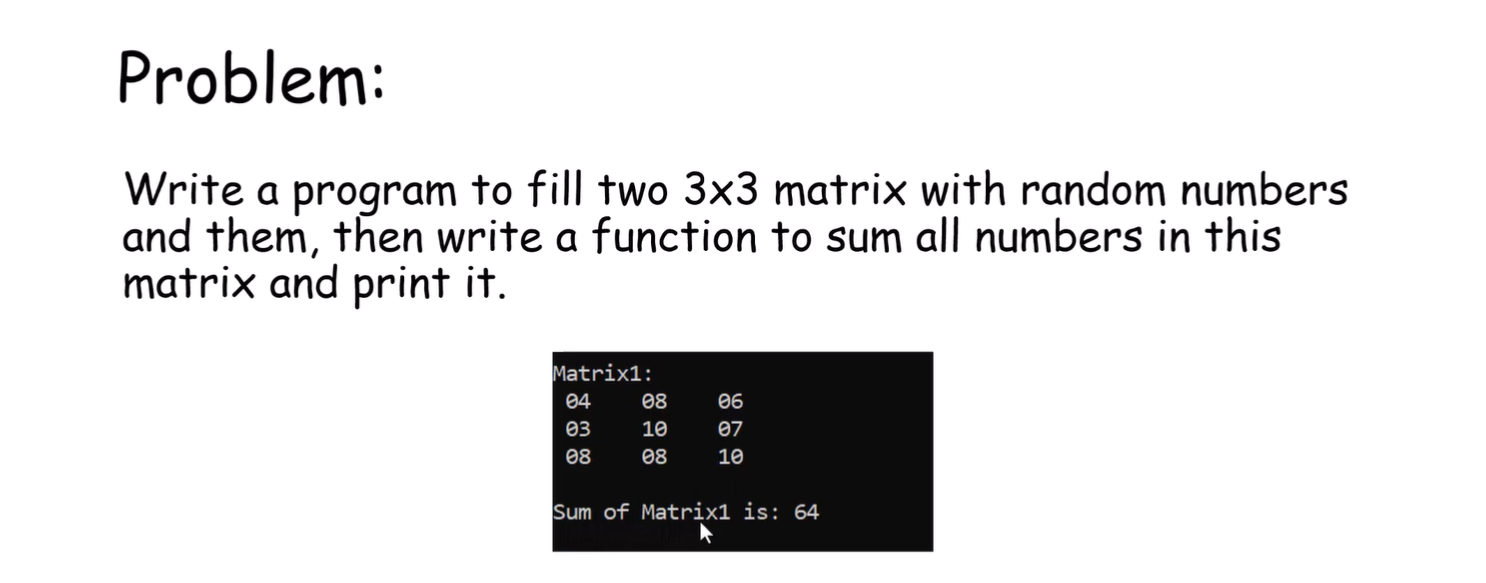 Problem:
Write a program to fill two 3x3 matrix with random numbers
and them, then write a function to sum all numbers in this
matrix and print it.
Matrix1:
04 08 06
03 10 07
08 08 10
Sum of Matrix1 is: 64